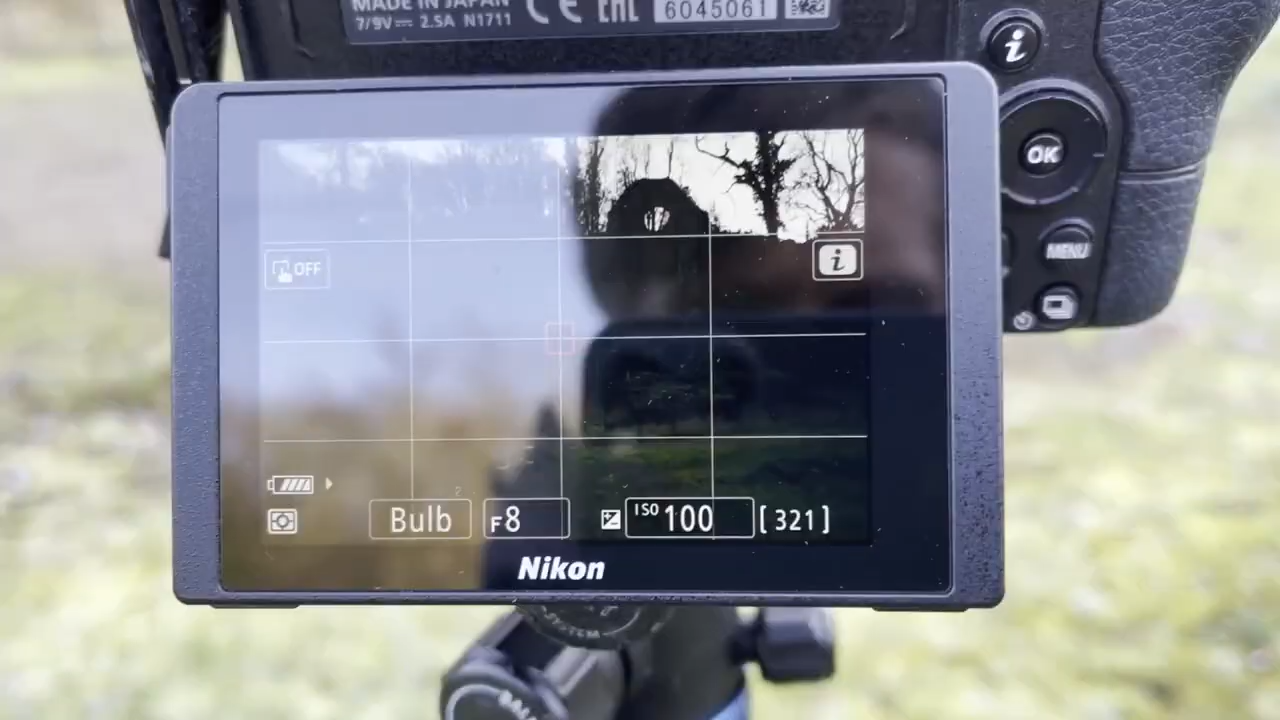 MADE IN JAPAN
7/9V⎓ 2.5A N1711
CE EAC
6045061
i
OK
MENU
OFF
i
Bulb
F8
ISO 100
[321]
Nikon
SYSTEM